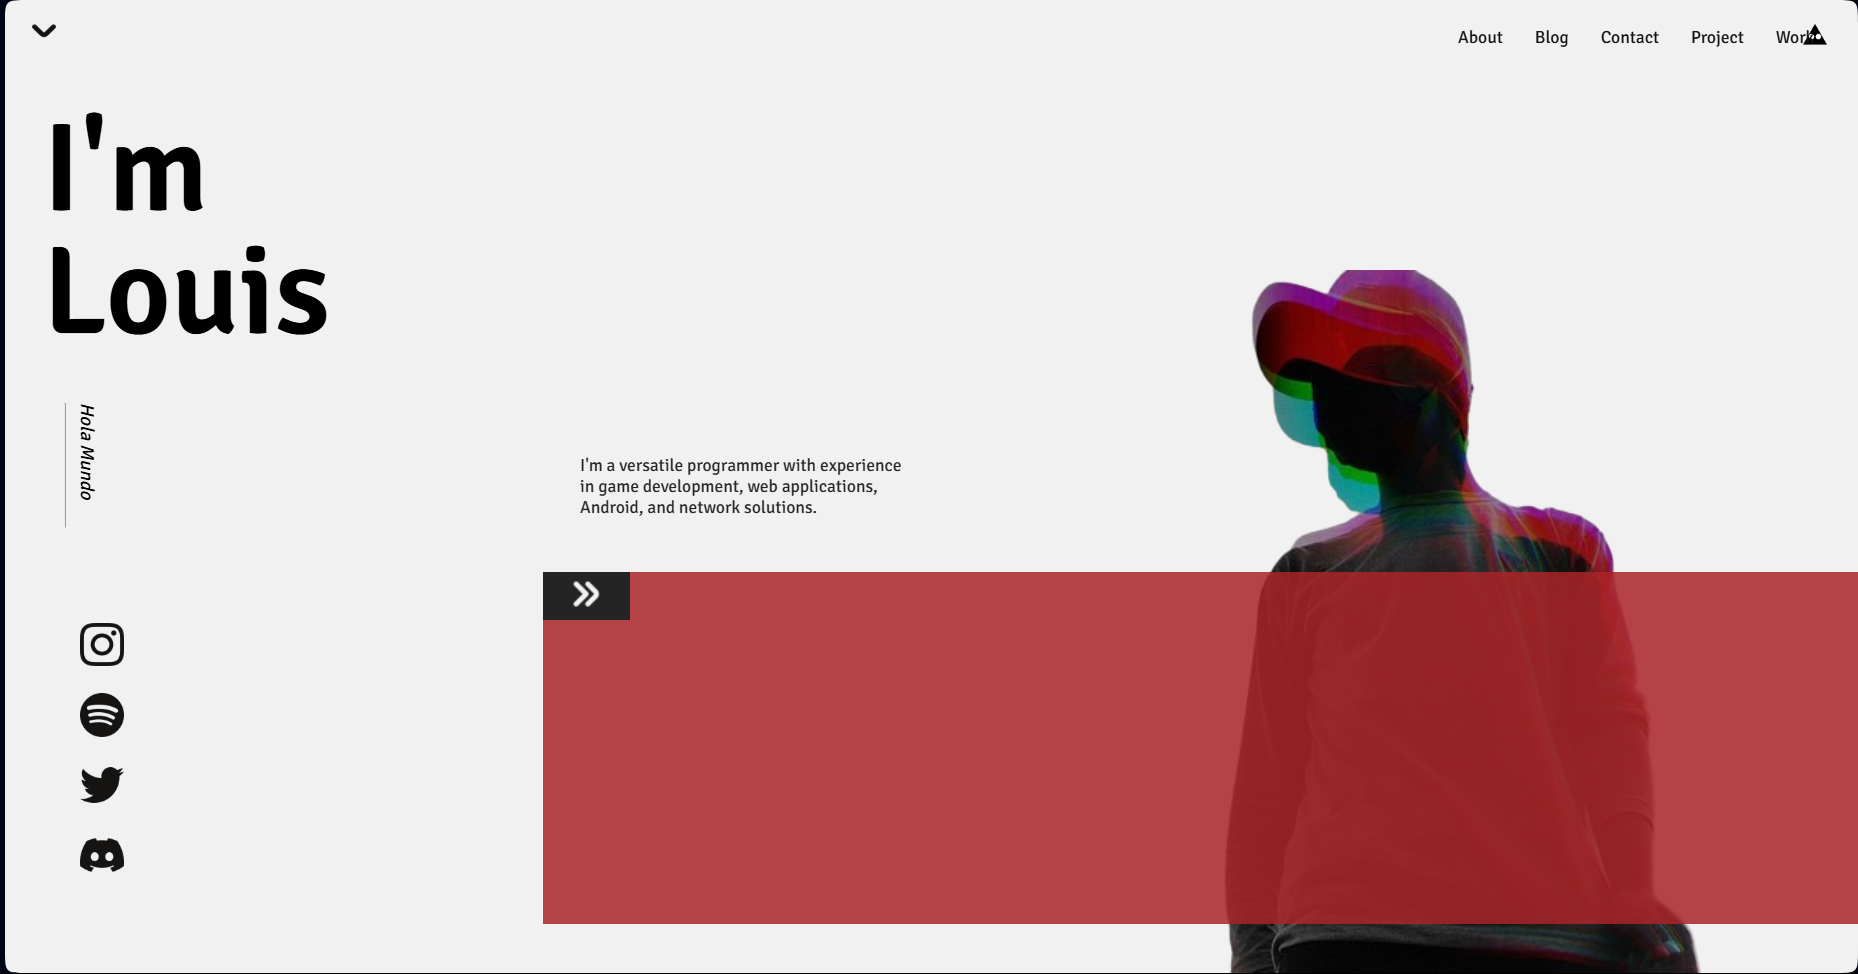 About Blog Contact Project Work
I'm
Louis
Hola Mundo
I'm a versatile programmer with experience
in game development, web applications,
Android, and network solutions.